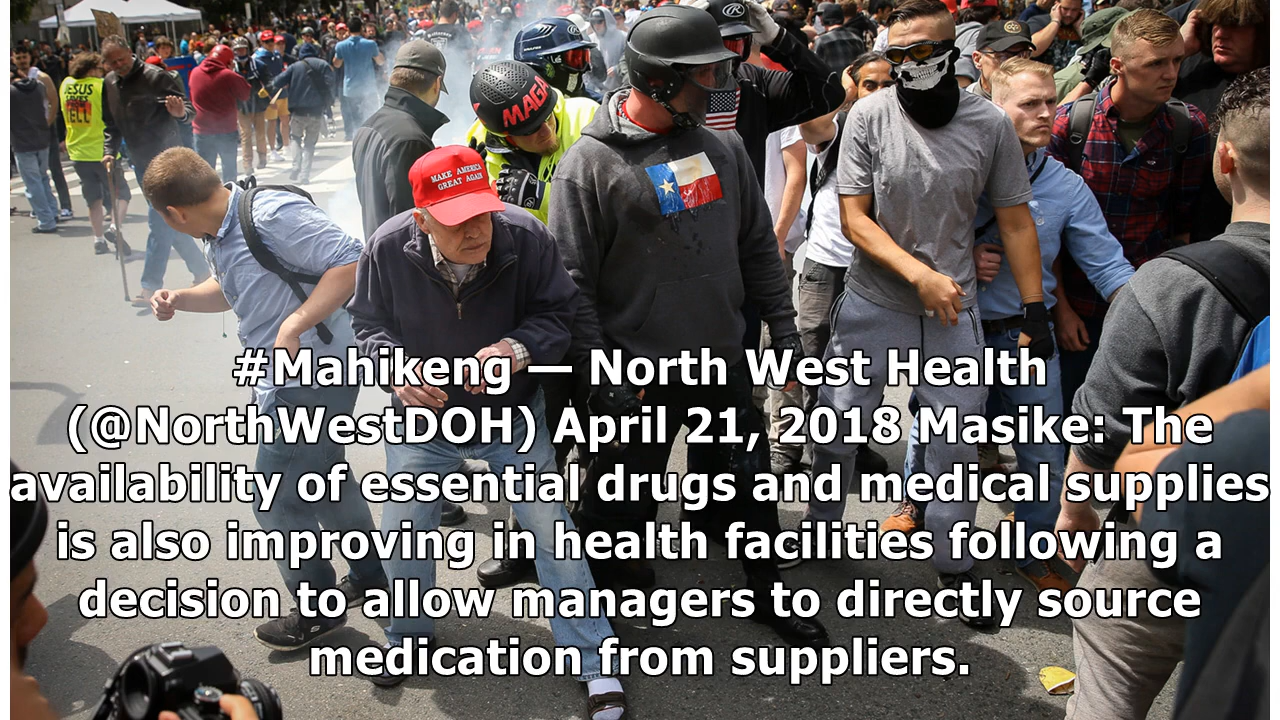 JESUS
HELL
MAGA
MAKE AMERICA
GREAT AGAIN
#Mahikeng — North West Health
(@NorthWestDOH) April 21, 2018 Masike: The
availability of essential drugs and medical supplies
is also improving in health facilities following a
decision to allow managers to directly source
medication from suppliers.